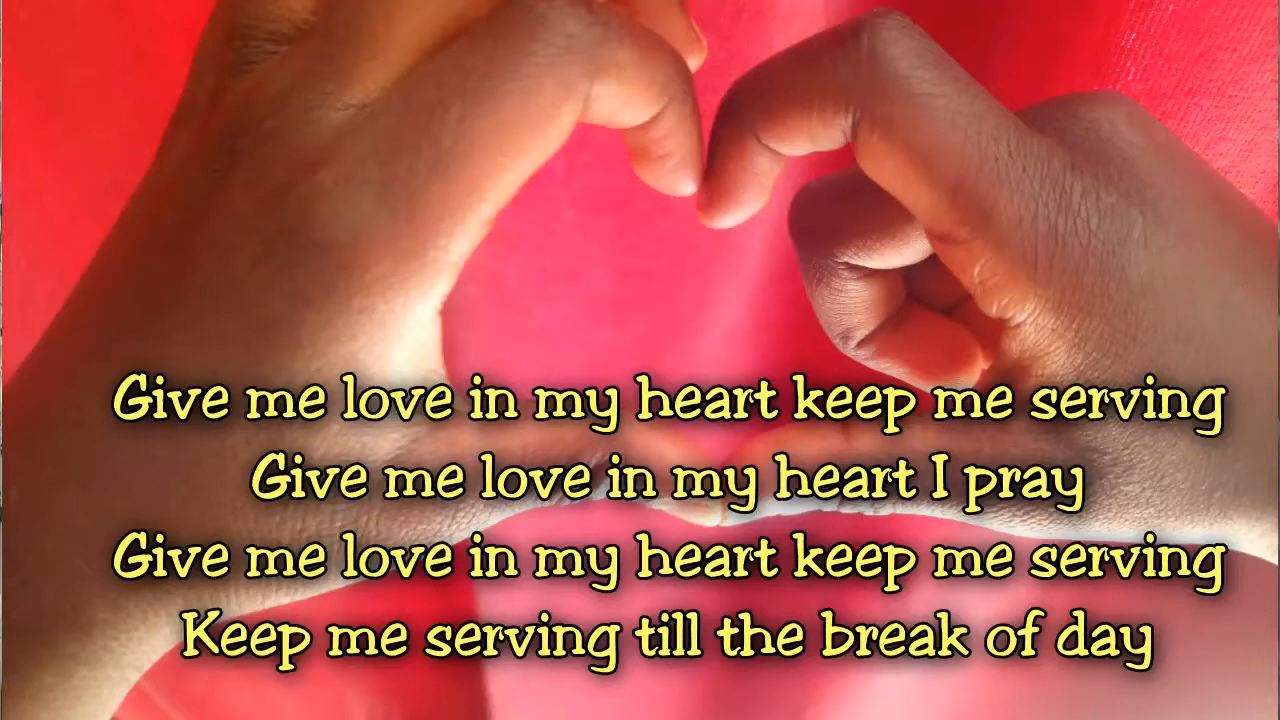 Give me love in my heart keep me serving
Give me love in my heart I pray
Give me love in my heart keep me serving
Keep me serving till the break of day